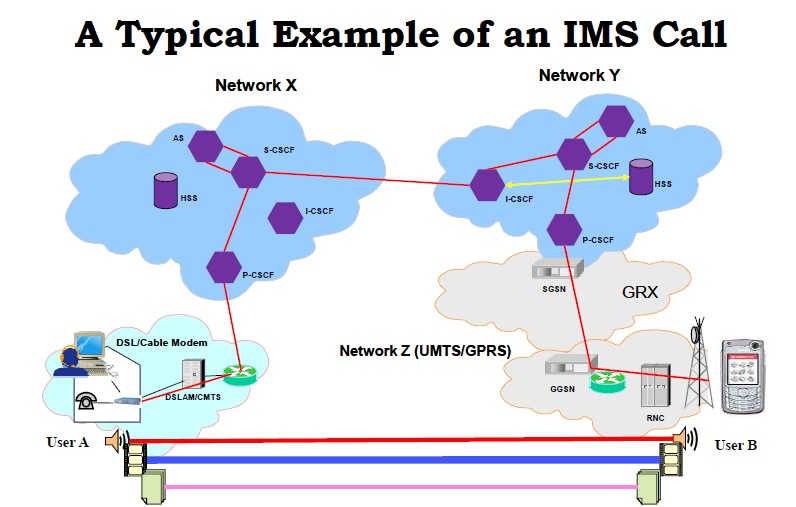 A Typical Example of an IMS Call
Network X
Network Y
AS
S-CSCF
HSS
I-CSCF
P-CSCF
AS
S-CSCF
HSS
I-CSCF
P-CSCF
SGSN
GRX
DSL/Cable Modem
DSLAM/CMTS
Network Z (UMTS/GPRS)
GGSN
RNC
User A
User B